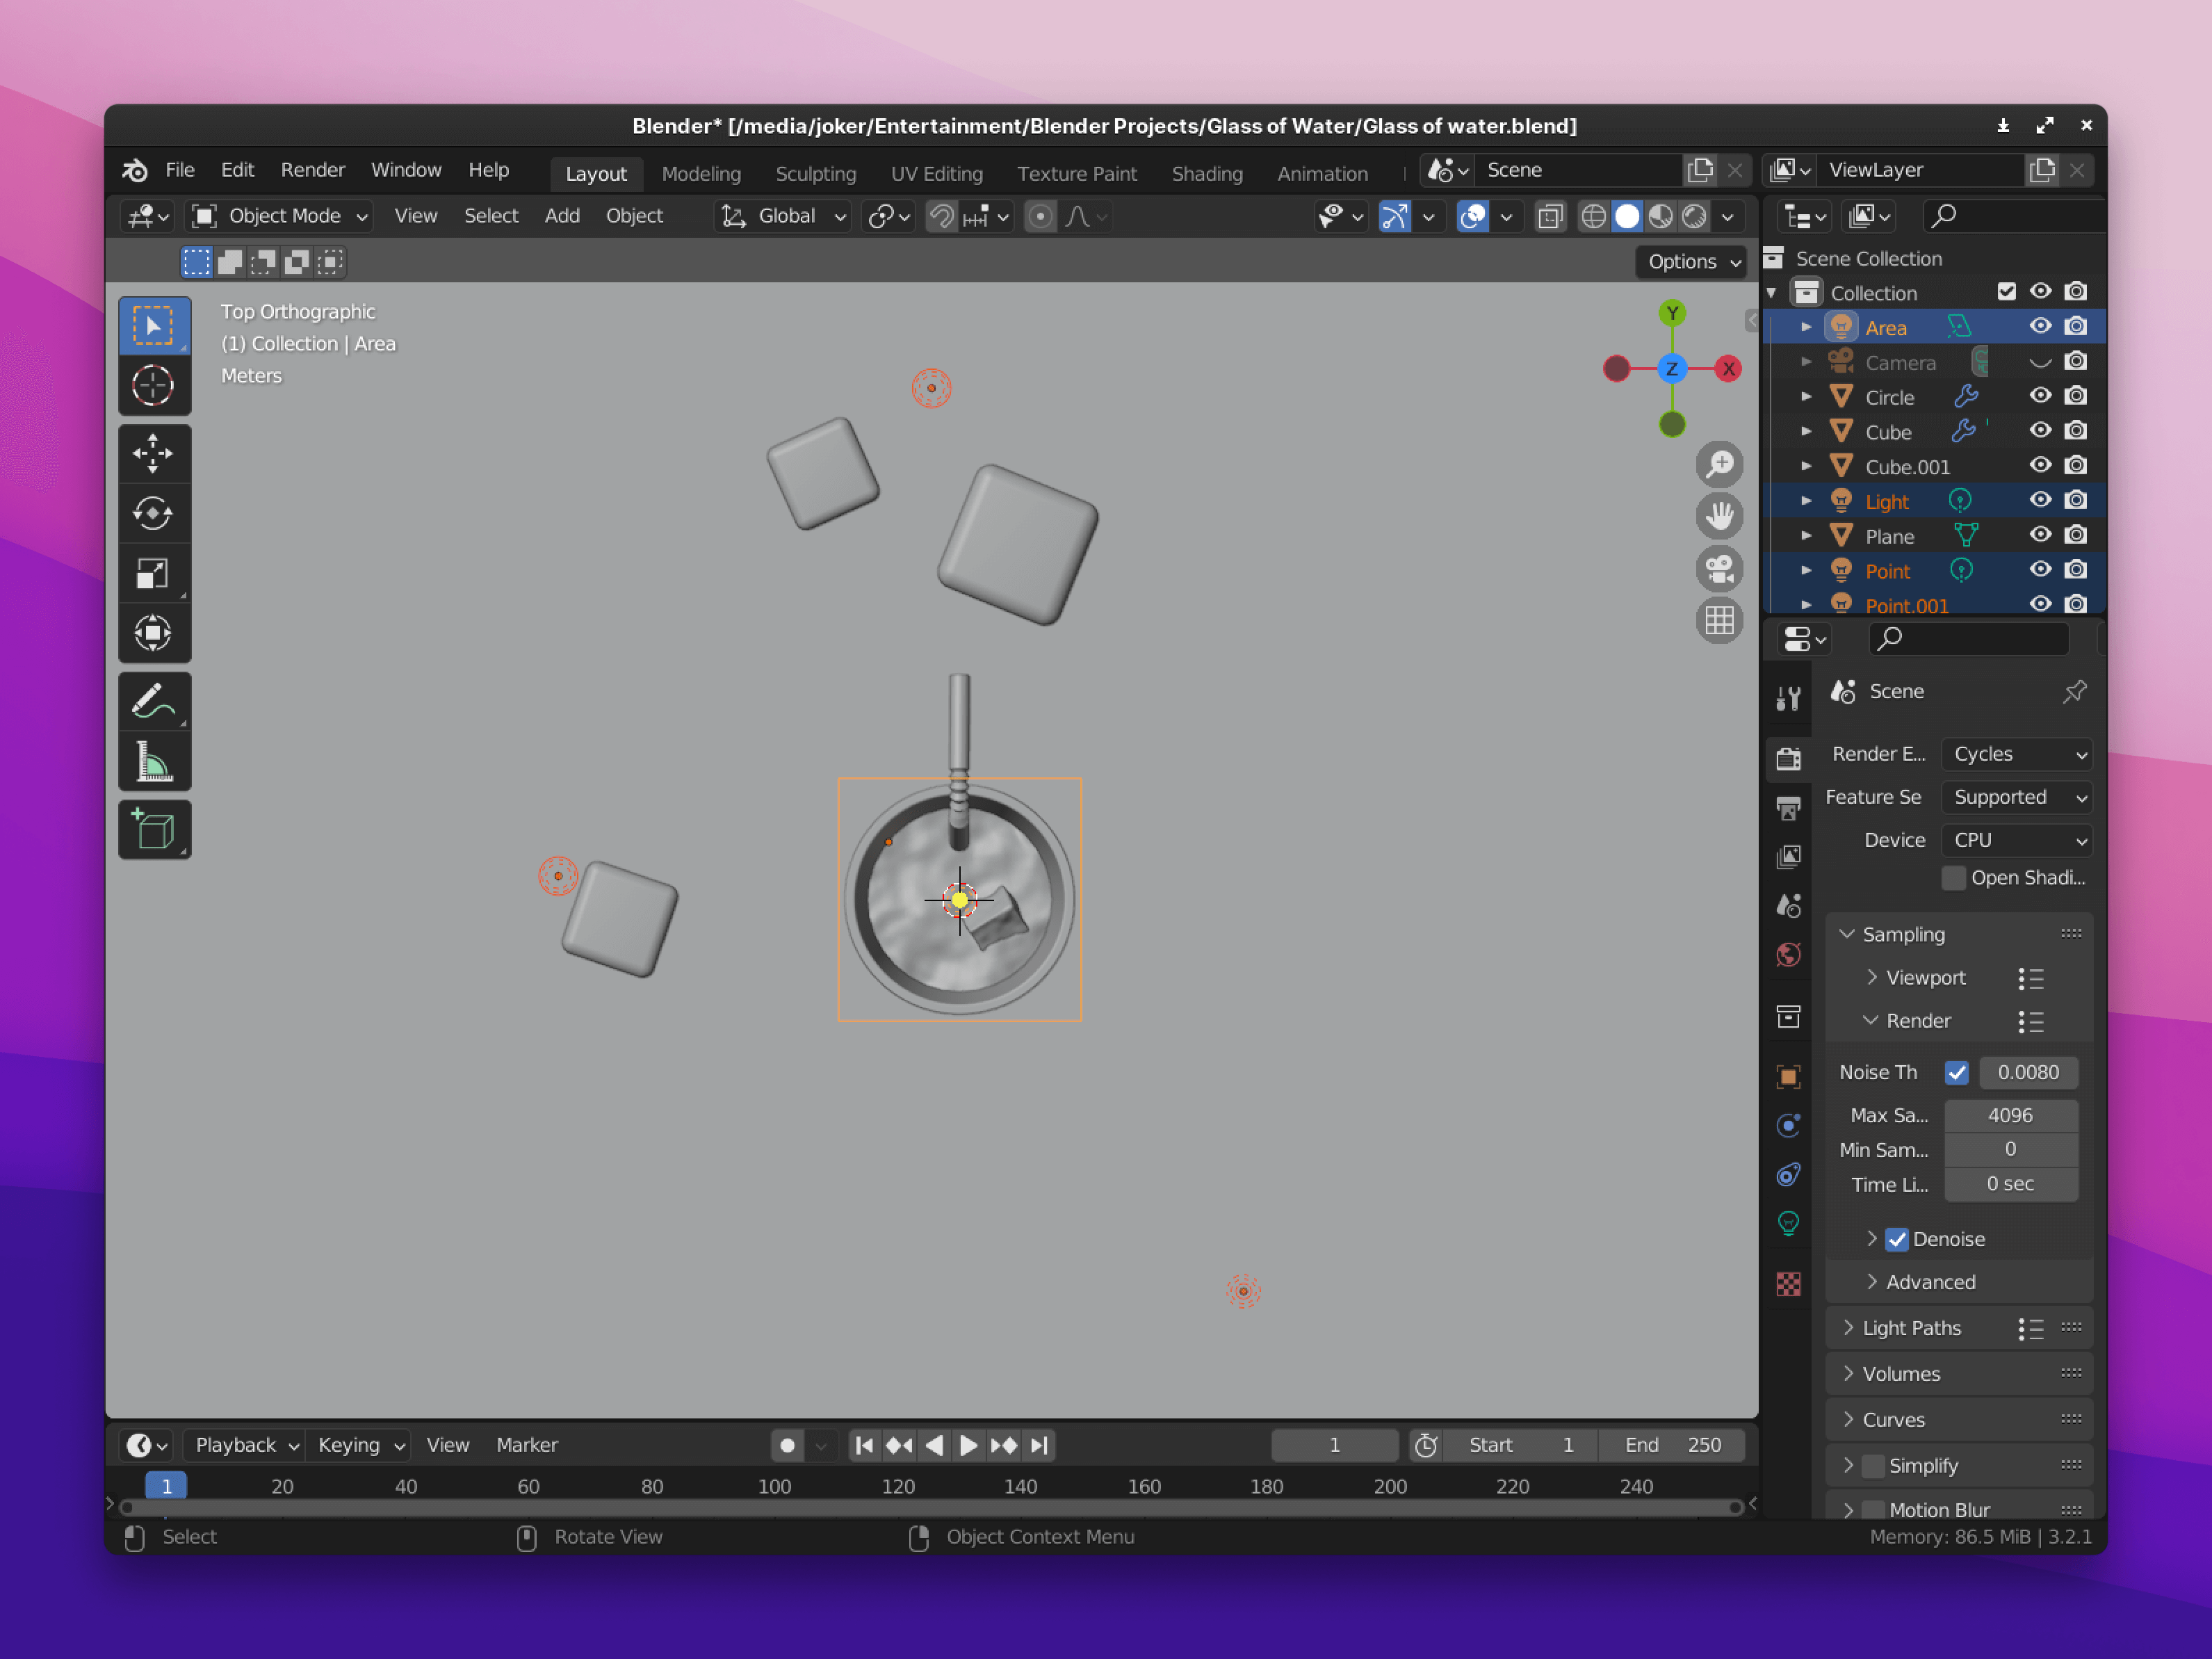 Blender* [/media/joker/Entertainment/Blender Projects/Glass of Water/Glass of water.blend]
File Edit Render Window Help Layout Modeling Sculpting UV Editing Texture Paint Shading Animation Scene ViewLayer
Object Mode View Select Add Object Global
Options
Top Orthographic
(1) Collection | Area
Meters
Y
Z
X
Scene Collection
Collection
Area
Camera
Circle
Cube
Cube.001
Light
Plane
Point
Point.001
Scene
Render E... Cycles
Feature Se Supported
Device CPU
Open Shadi...
Sampling
Viewport
Render
Noise Th 0.0080
Max Sa... 4096
Min Sam... 0
Time Li... 0 sec
Denoise
Advanced
Light Paths
Volumes
Curves
Simplify
Motion Blur
Playback Keying View Marker 1 Start 1 End 250
1 20 40 60 80 100 120 140 160 180 200 220 240
Select Rotate View Object Context Menu Memory: 86.5 MiB | 3.2.1